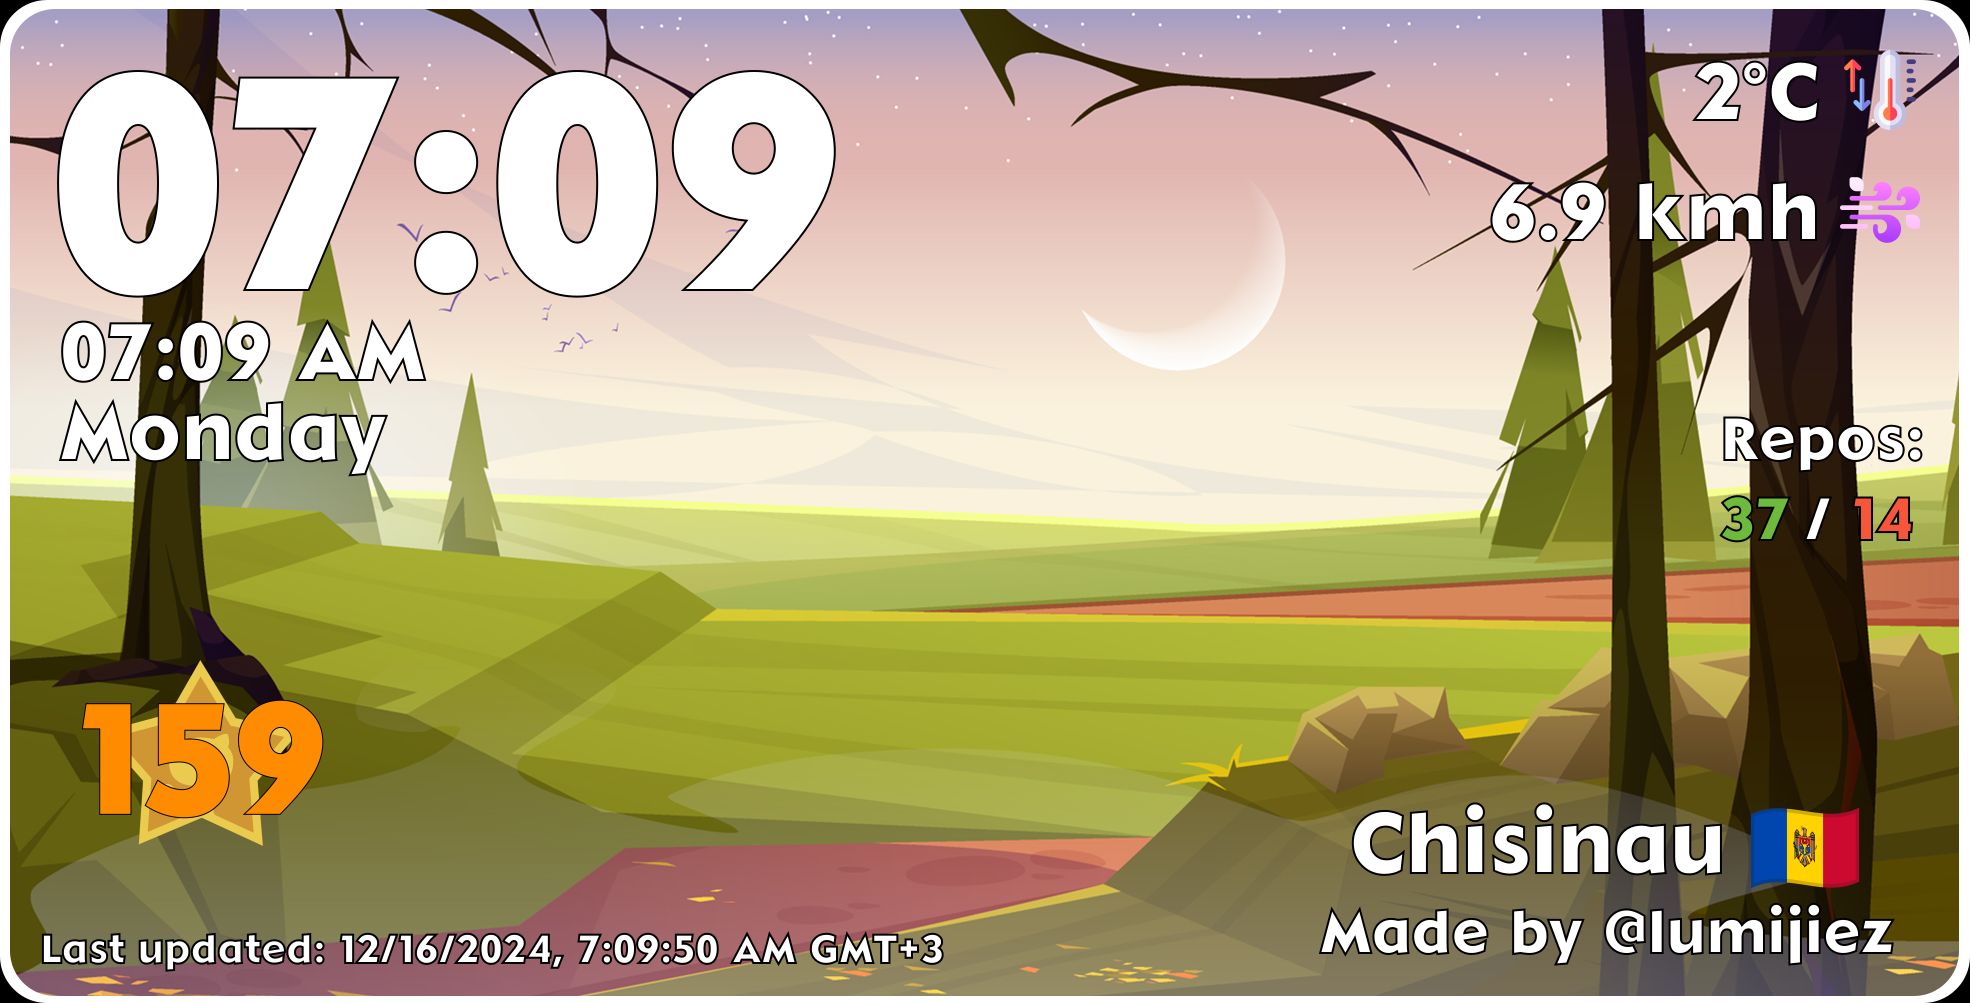 07:09
07:09 AM
Monday
2°C
6.9 kmh
Repos:
37 / 14
159
Chisinau
Made by @lumijiez
Last updated: 12/16/2024, 7:09:50 AM GMT+3